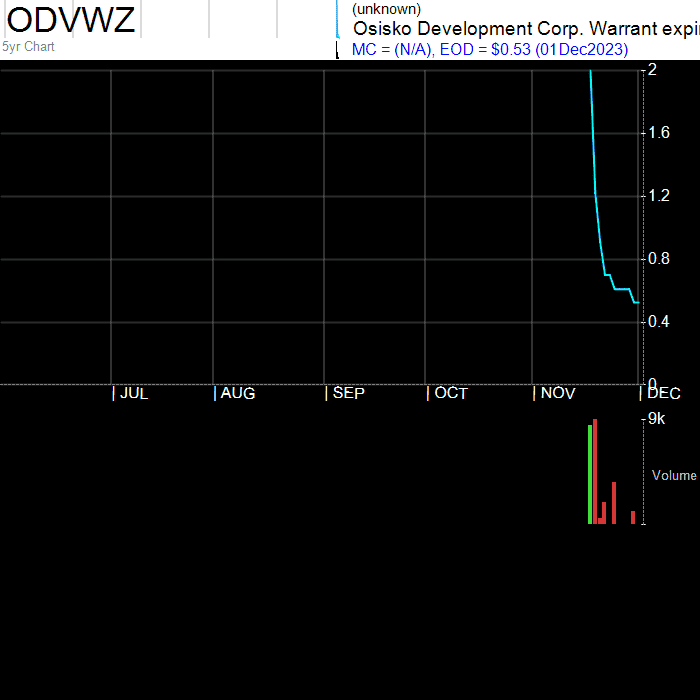 ODVWZ
5yr Chart
(unknown)
Osisko Development Corp. Warrant expi
MC = (N/A), EOD = $0.53 (01Dec2023)
2
1.6
1.2
0.8
0.4
0
| JUL | AUG | SEP | OCT | NOV | DEC
9k
Volume